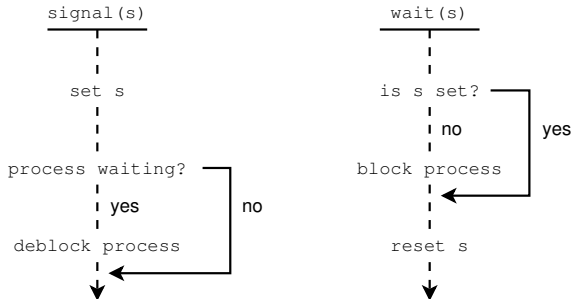 signal(s)
set s
process waiting?
yes
no
deblock process
wait(s)
is s set?
no
yes
block process
reset s